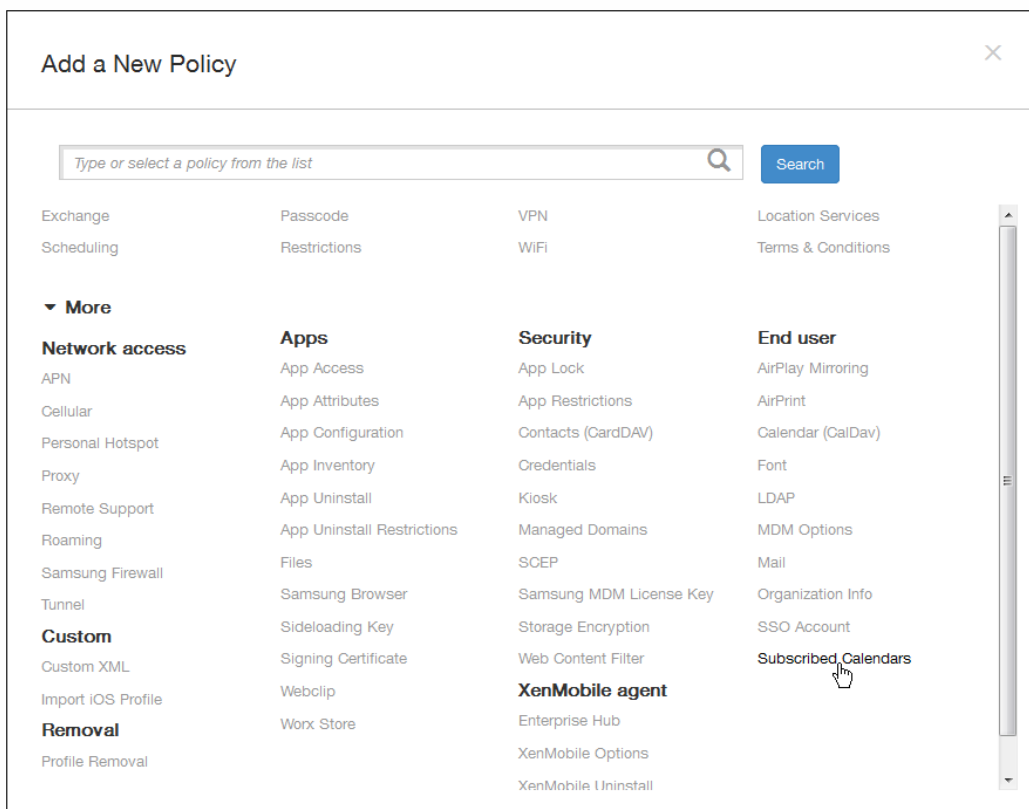 Add a New Policy
Type or select a policy from the list
Search
Exchange
Passcode
VPN
Location Services
Scheduling
Restrictions
WiFi
Terms & Conditions
More
Network access
APN
Cellular
Personal Hotspot
Proxy
Remote Support
Roaming
Samsung Firewall
Tunnel
Custom
Custom XML
Import iOS Profile
Removal
Profile Removal
Apps
App Access
App Attributes
App Configuration
App Inventory
App Uninstall
App Uninstall Restrictions
Files
Samsung Browser
Sideloading Key
Signing Certificate
Webclip
Worx Store
Security
App Lock
App Restrictions
Contacts (CardDAV)
Credentials
Kiosk
Managed Domains
SCEP
Samsung MDM License Key
Storage Encryption
Web Content Filter
XenMobile agent
Enterprise Hub
XenMobile Options
XenMobile Uninstall
End user
AirPlay Mirroring
AirPrint
Calendar (CalDav)
Font
LDAP
MDM Options
Mail
Organization Info
SSO Account
Subscribed Calendars